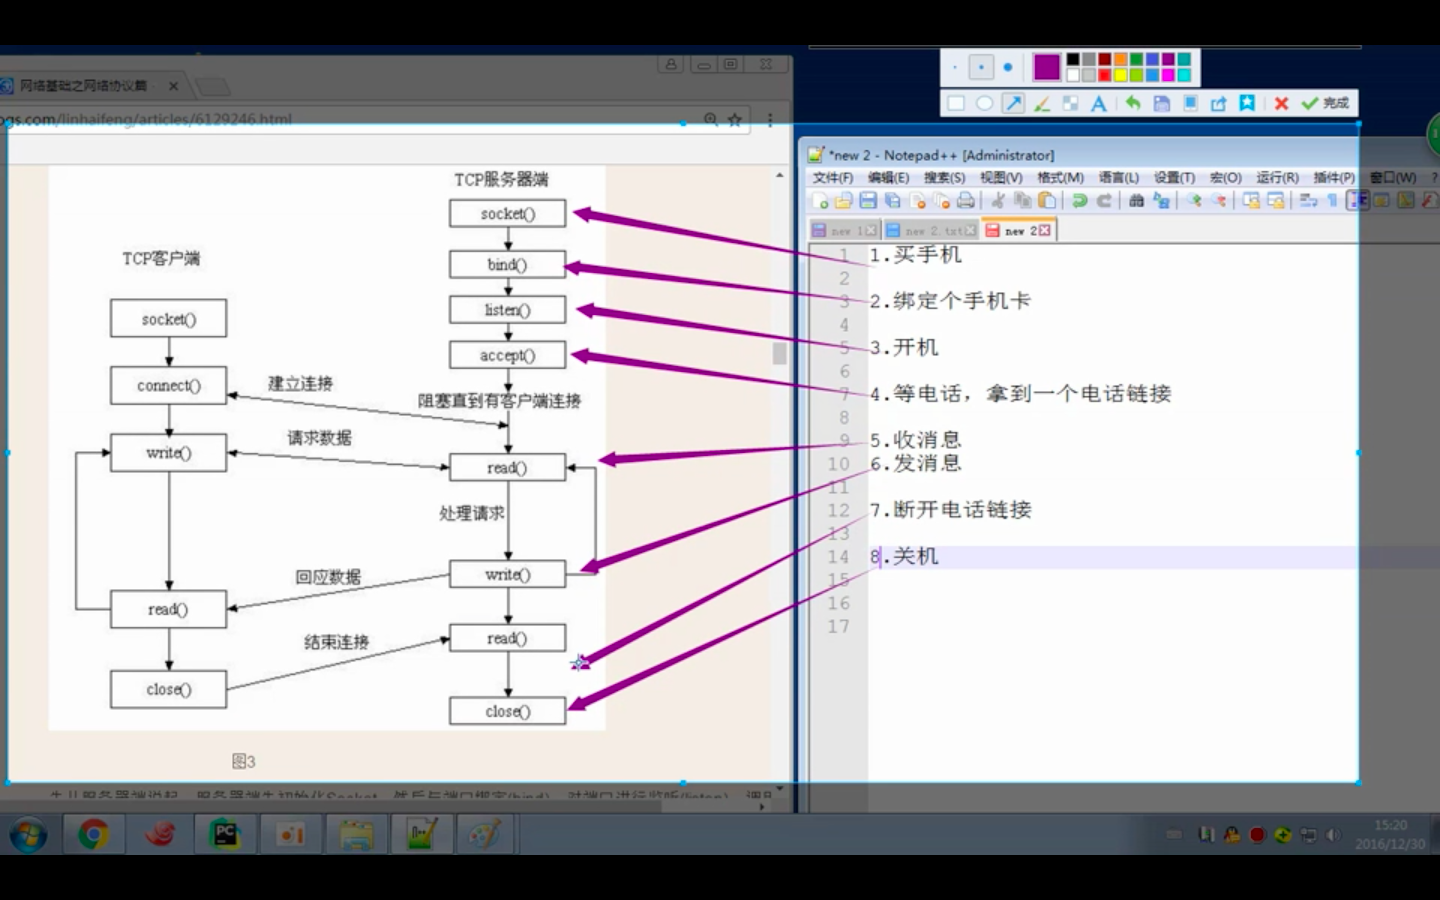 网络基础之网络协议篇
完成
ogs.com/linhaifeng/articles/6129246.html
*new 2 - Notepad++ [Administrator]
文件(F) 编辑(E) 搜索(S) 视图(V) 格式(M) 语言(L) 设置(T) 宏(O) 运行(R) 插件(P) 窗口(W) ?
new 1 new 2.txt new 2
TCP服务器端
socket()
bind()
listen()
accept()
阻塞直到有客户端连接
read()
处理请求
write()
read()
close()
TCP客户端
socket()
connect()
write()
read()
close()
建立连接
请求数据
回应数据
结束连接
图3
1 1.买手机
2
3 2.绑定个手机卡
4
5 3.开机
6
7 4.等电话，拿到一个电话链接
8
9 5.收消息
10 6.发消息
11
12 7.断开电话链接
13
14 8.关机
15
16
17
15:20
2016/12/30